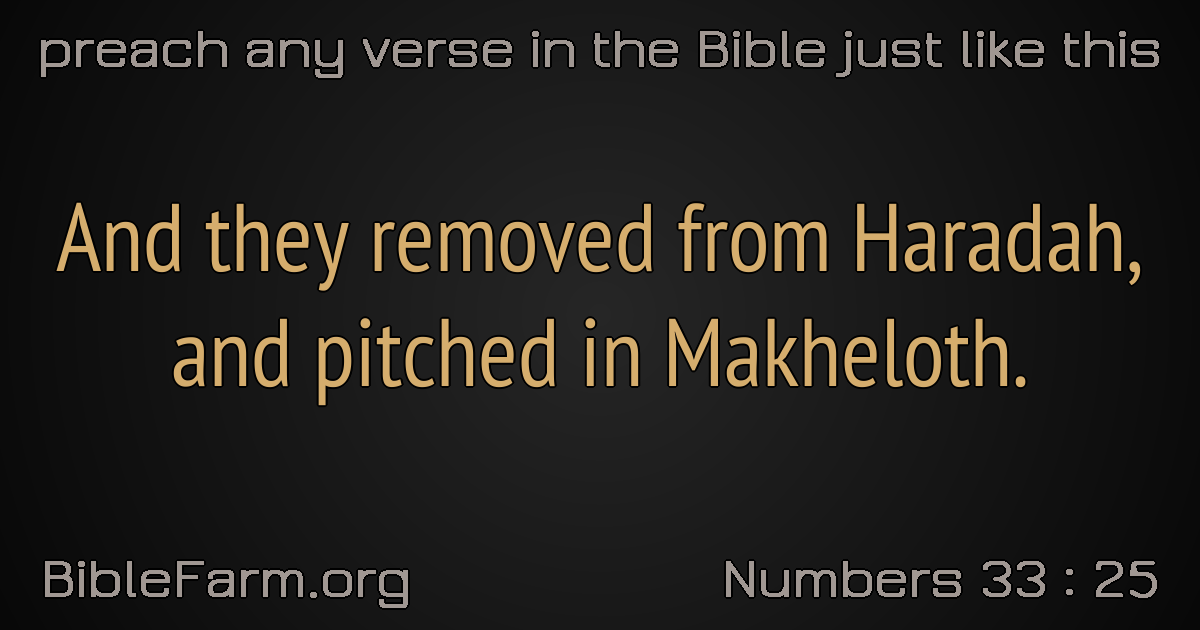 preach any verse in the Bible just like this
And they removed from Haradah,
and pitched in Makheloth.
BibleFarm.org
Numbers 33 : 25